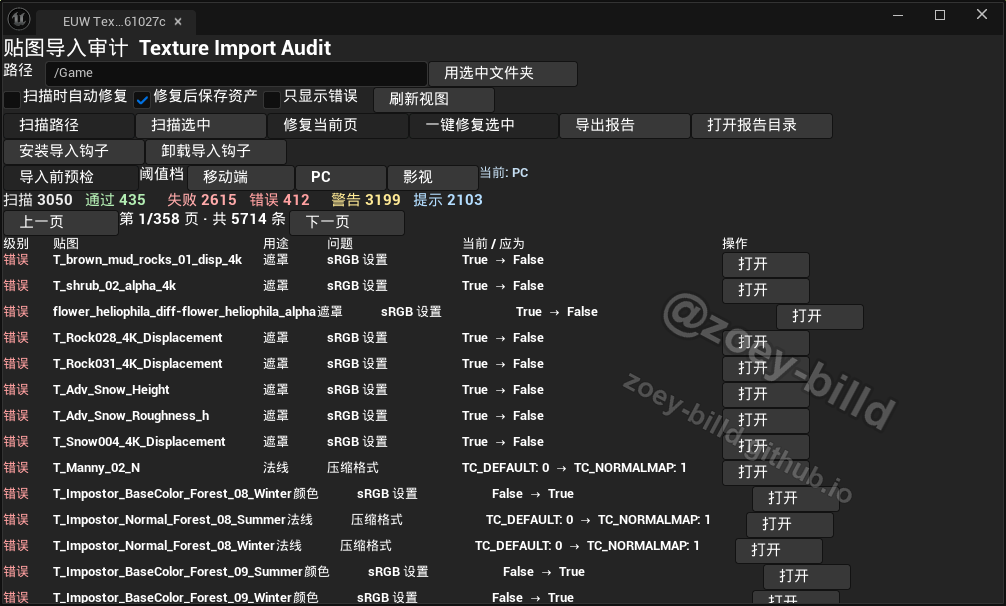 EUW Tex...61027c ×
贴图导入审计 Texture Import Audit
路径 /Game 用选中文件夹
扫描时自动修复 修复后保存资产 只显示错误 刷新视图
扫描路径 扫描选中 修复当前页 一键修复选中 导出报告 打开报告目录
安装导入钩子 卸载导入钩子
导入前预检 阈值档 移动端 PC 影视 当前: PC
扫描 3050 通过 435 失败 2615 错误 412 警告 3199 提示 2103
上一页 第 1/358 页 · 共 5714 条 下一页
级别 贴图 用途 问题 当前 / 应为 操作
错误 T_brown_mud_rocks_01_disp_4k 遮罩 sRGB 设置 True → False 打开
错误 T_shrub_02_alpha_4k 遮罩 sRGB 设置 True → False 打开
错误 flower_heliophila_diff-flower_heliophila_alpha 遮罩 sRGB 设置 True → False 打开
错误 T_Rock028_4K_Displacement 遮罩 sRGB 设置 True → False 打开
错误 T_Rock031_4K_Displacement 遮罩 sRGB 设置 True → False 打开
错误 T_Adv_Snow_Height 遮罩 sRGB 设置 True → False 打开
错误 T_Adv_Snow_Roughness_h 遮罩 sRGB 设置 True → False 打开
错误 T_Snow004_4K_Displacement 遮罩 sRGB 设置 True → False 打开
错误 T_Manny_02_N 法线 压缩格式 TC_DEFAULT: 0 → TC_NORMALMAP: 1 打开
错误 T_Impostor_BaseColor_Forest_08_Winter 颜色 sRGB 设置 False → True 打开
错误 T_Impostor_Normal_Forest_08_Summer 法线 压缩格式 TC_DEFAULT: 0 → TC_NORMALMAP: 1 打开
错误 T_Impostor_Normal_Forest_08_Winter 法线 压缩格式 TC_DEFAULT: 0 → TC_NORMALMAP: 1 打开
错误 T_Impostor_BaseColor_Forest_09_Summer 颜色 sRGB 设置 False → True 打开
错误 T_Impostor_BaseColor_Forest_09_Winter 颜色 sRGB 设置 False → True 打开
@zoey-billd
zoey-billd.github.io